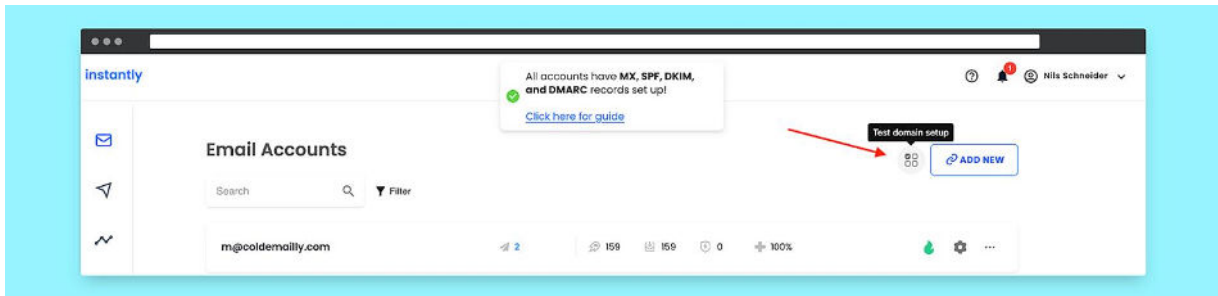 instantly
All accounts have MX, SPF, DKIM,
and DMARC records set up!
Click here for guide
1
Nils Schneider
Test domain setup
Email Accounts
ADD NEW
Search
Filter
m@coldemailly.com
2
159
159
0
100%